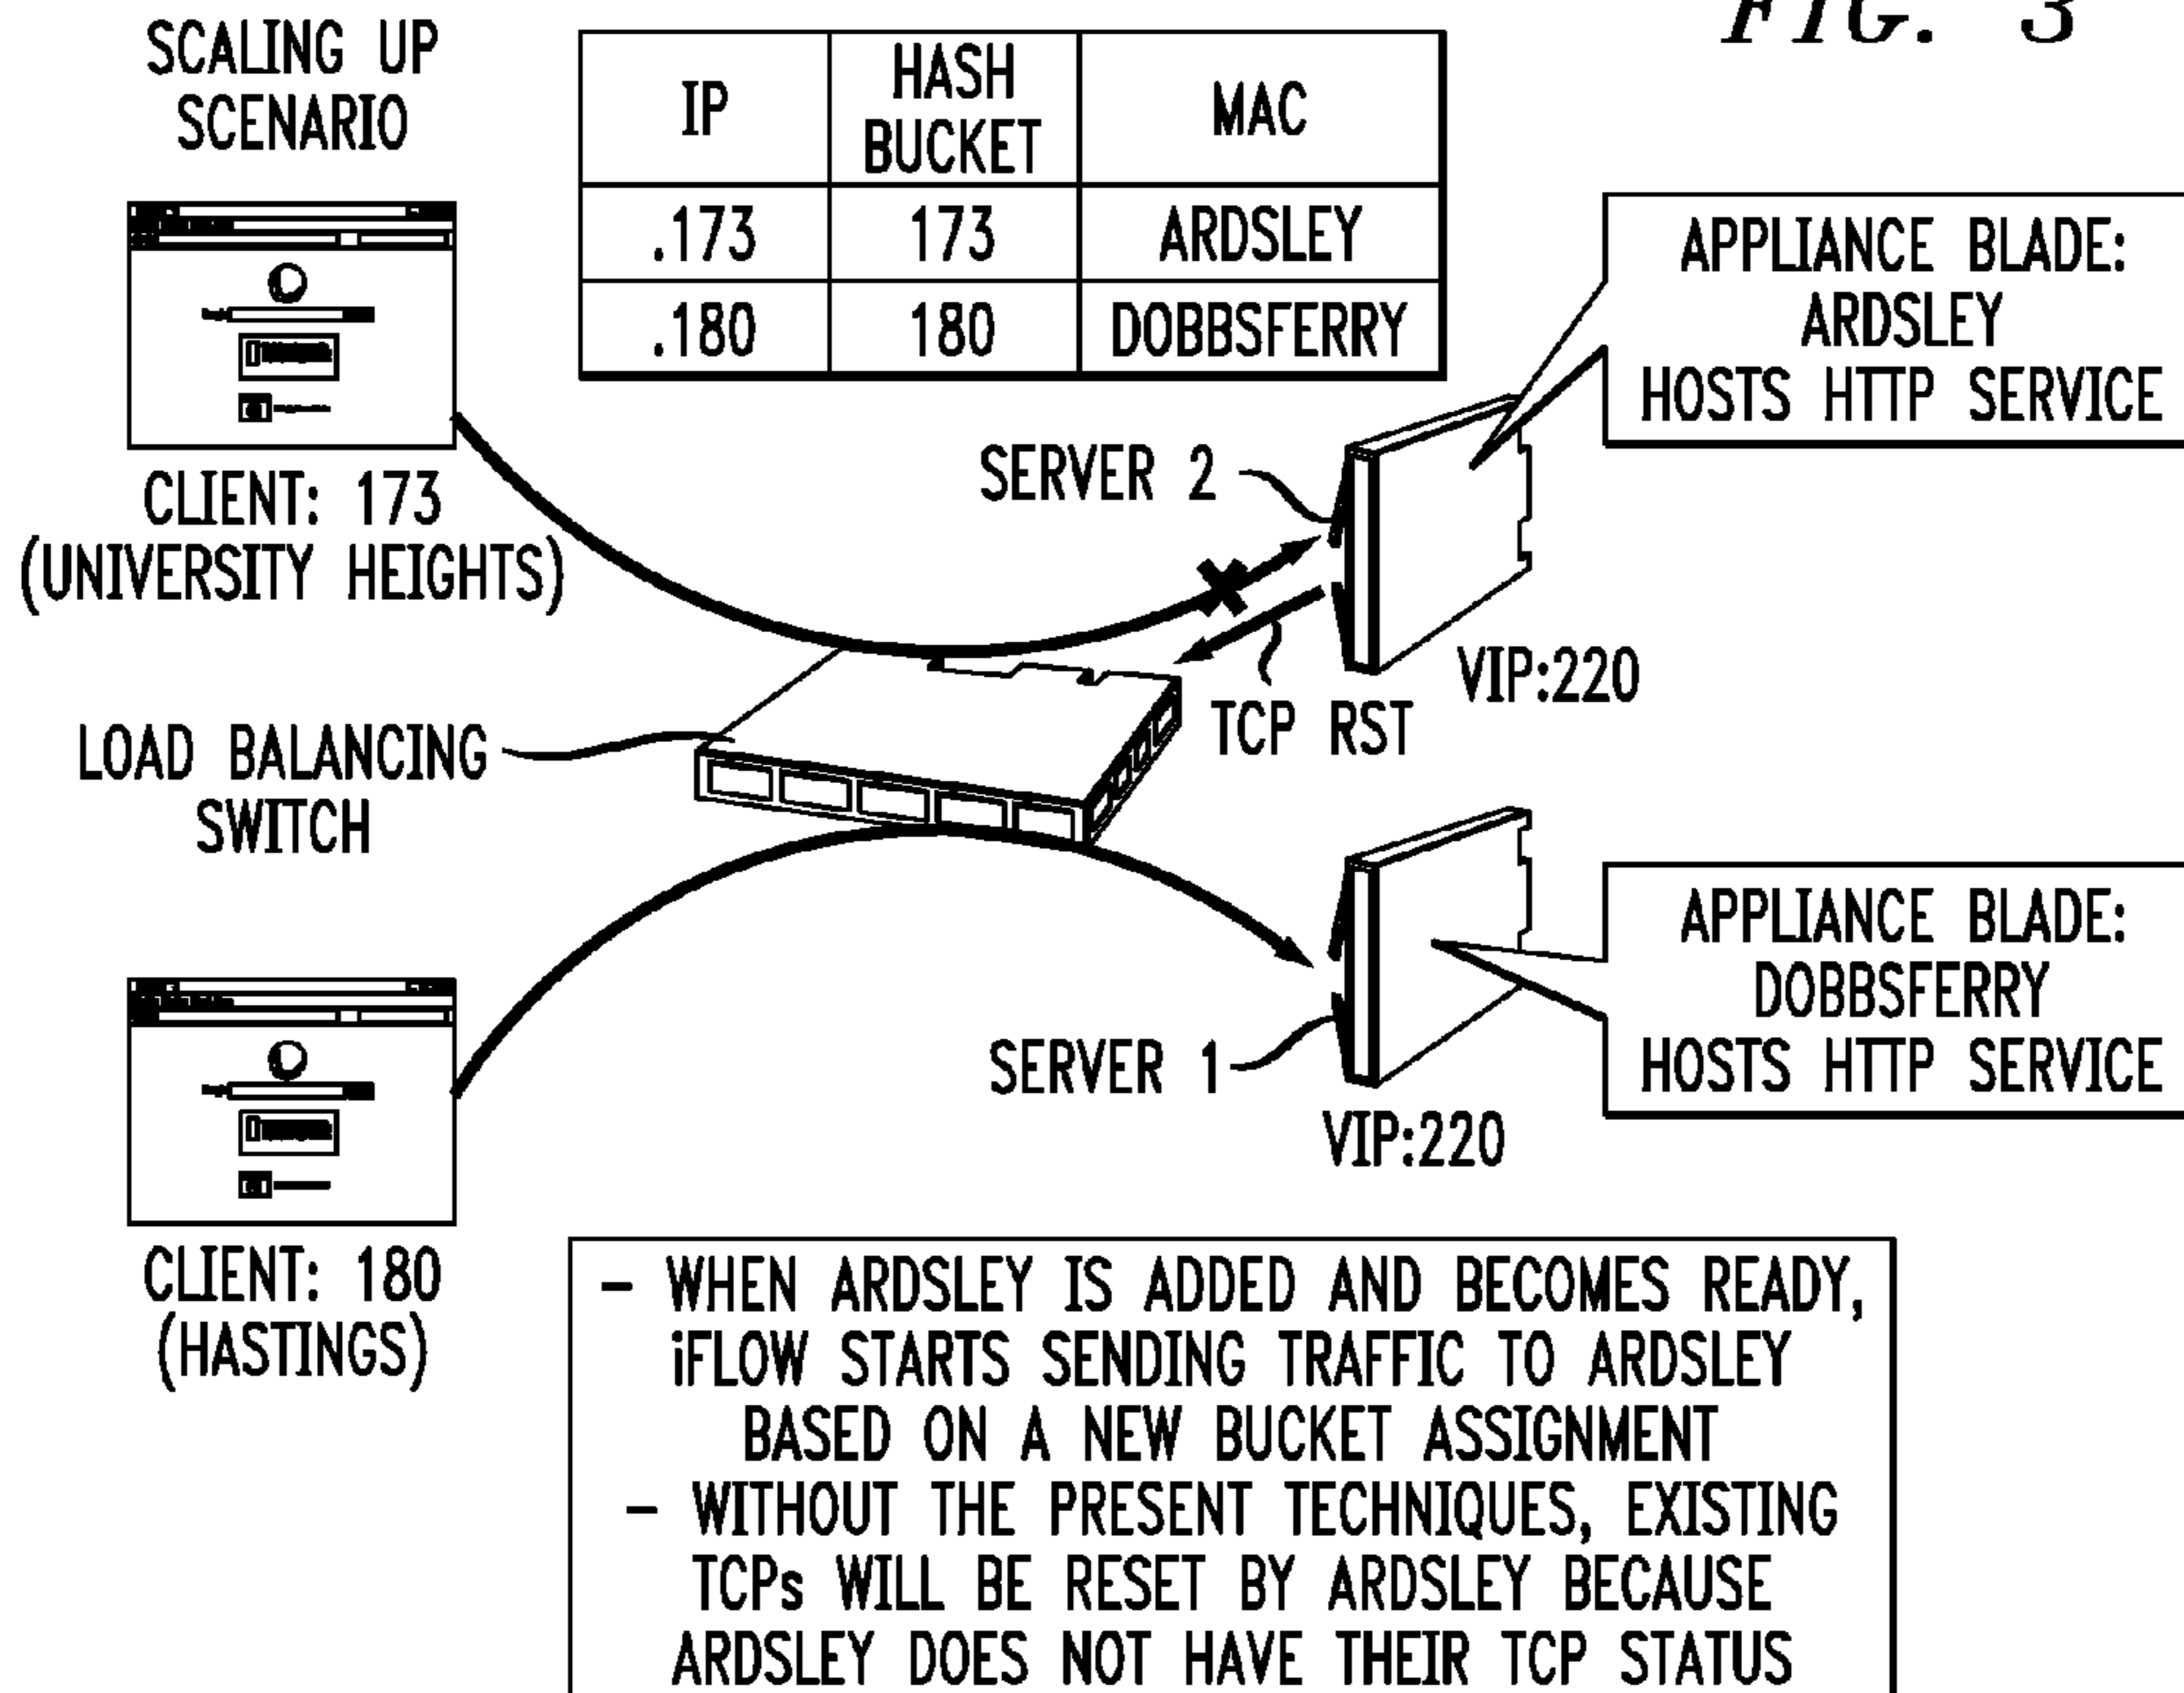 FIG. 3
SCALING UP
SCENARIO
IP
HASH
BUCKET
MAC
.173
173
ARDSLEY
.180
180
DOBBSFERRY
APPLIANCE BLADE:
ARDSLEY
HOSTS HTTP SERVICE
SERVER 2
CLIENT: 173
(UNIVERSITY HEIGHTS)
VIP:220
TCP RST
LOAD BALANCING
SWITCH
APPLIANCE BLADE:
DOBBSFERRY
HOSTS HTTP SERVICE
SERVER 1
VIP:220
CLIENT: 180
(HASTINGS)
- WHEN ARDSLEY IS ADDED AND BECOMES READY,
iFLOW STARTS SENDING TRAFFIC TO ARDSLEY
BASED ON A NEW BUCKET ASSIGNMENT
- WITHOUT THE PRESENT TECHNIQUES, EXISTING
TCPs WILL BE RESET BY ARDSLEY BECAUSE
ARDSLEY DOES NOT HAVE THEIR TCP STATUS